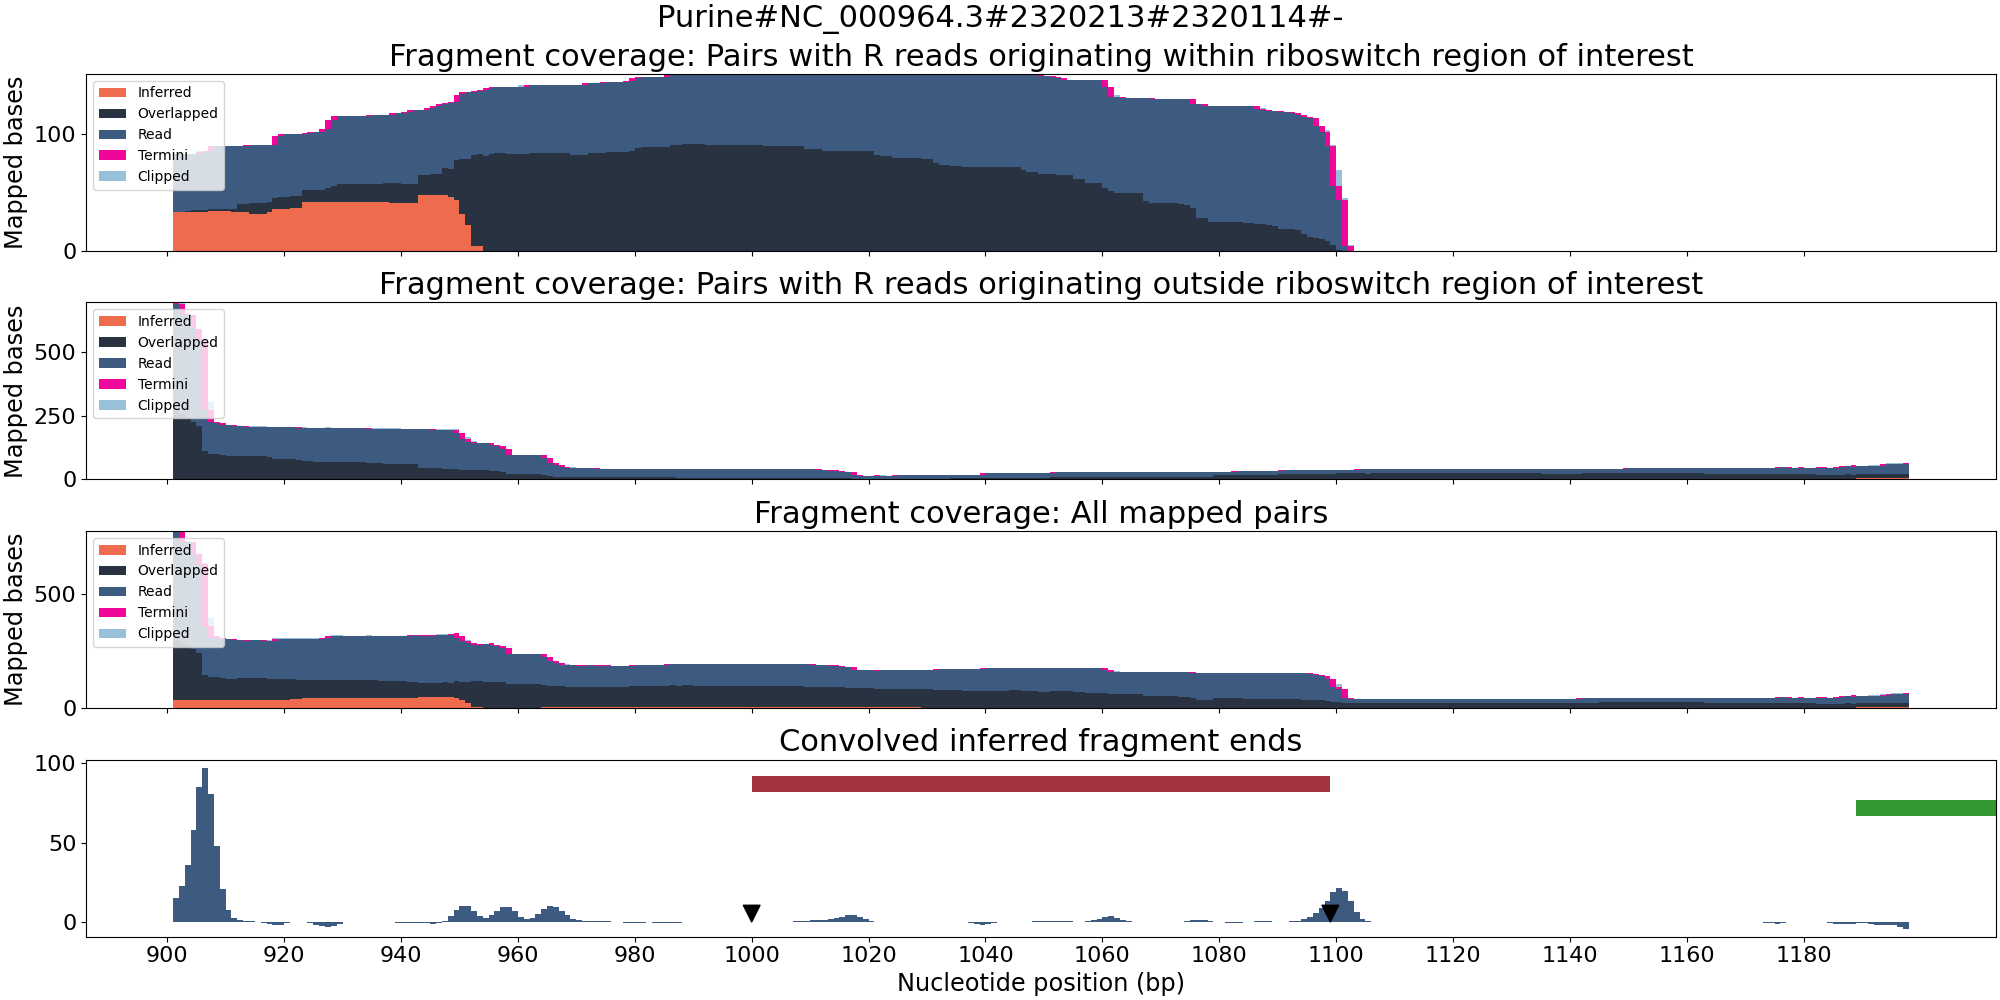 Purine#NC_000964.3#2320213#2320114#-
Fragment coverage: Pairs with R reads originating within riboswitch region of interest
Mapped bases
100
0
Inferred
Overlapped
Read
Termini
Clipped
Fragment coverage: Pairs with R reads originating outside riboswitch region of interest
Mapped bases
500
250
0
Inferred
Overlapped
Read
Termini
Clipped
Fragment coverage: All mapped pairs
Mapped bases
500
0
Inferred
Overlapped
Read
Termini
Clipped
Convolved inferred fragment ends
100
50
0
900 920 940 960 980 1000 1020 1040 1060 1080 1100 1120 1140 1160 1180
Nucleotide position (bp)